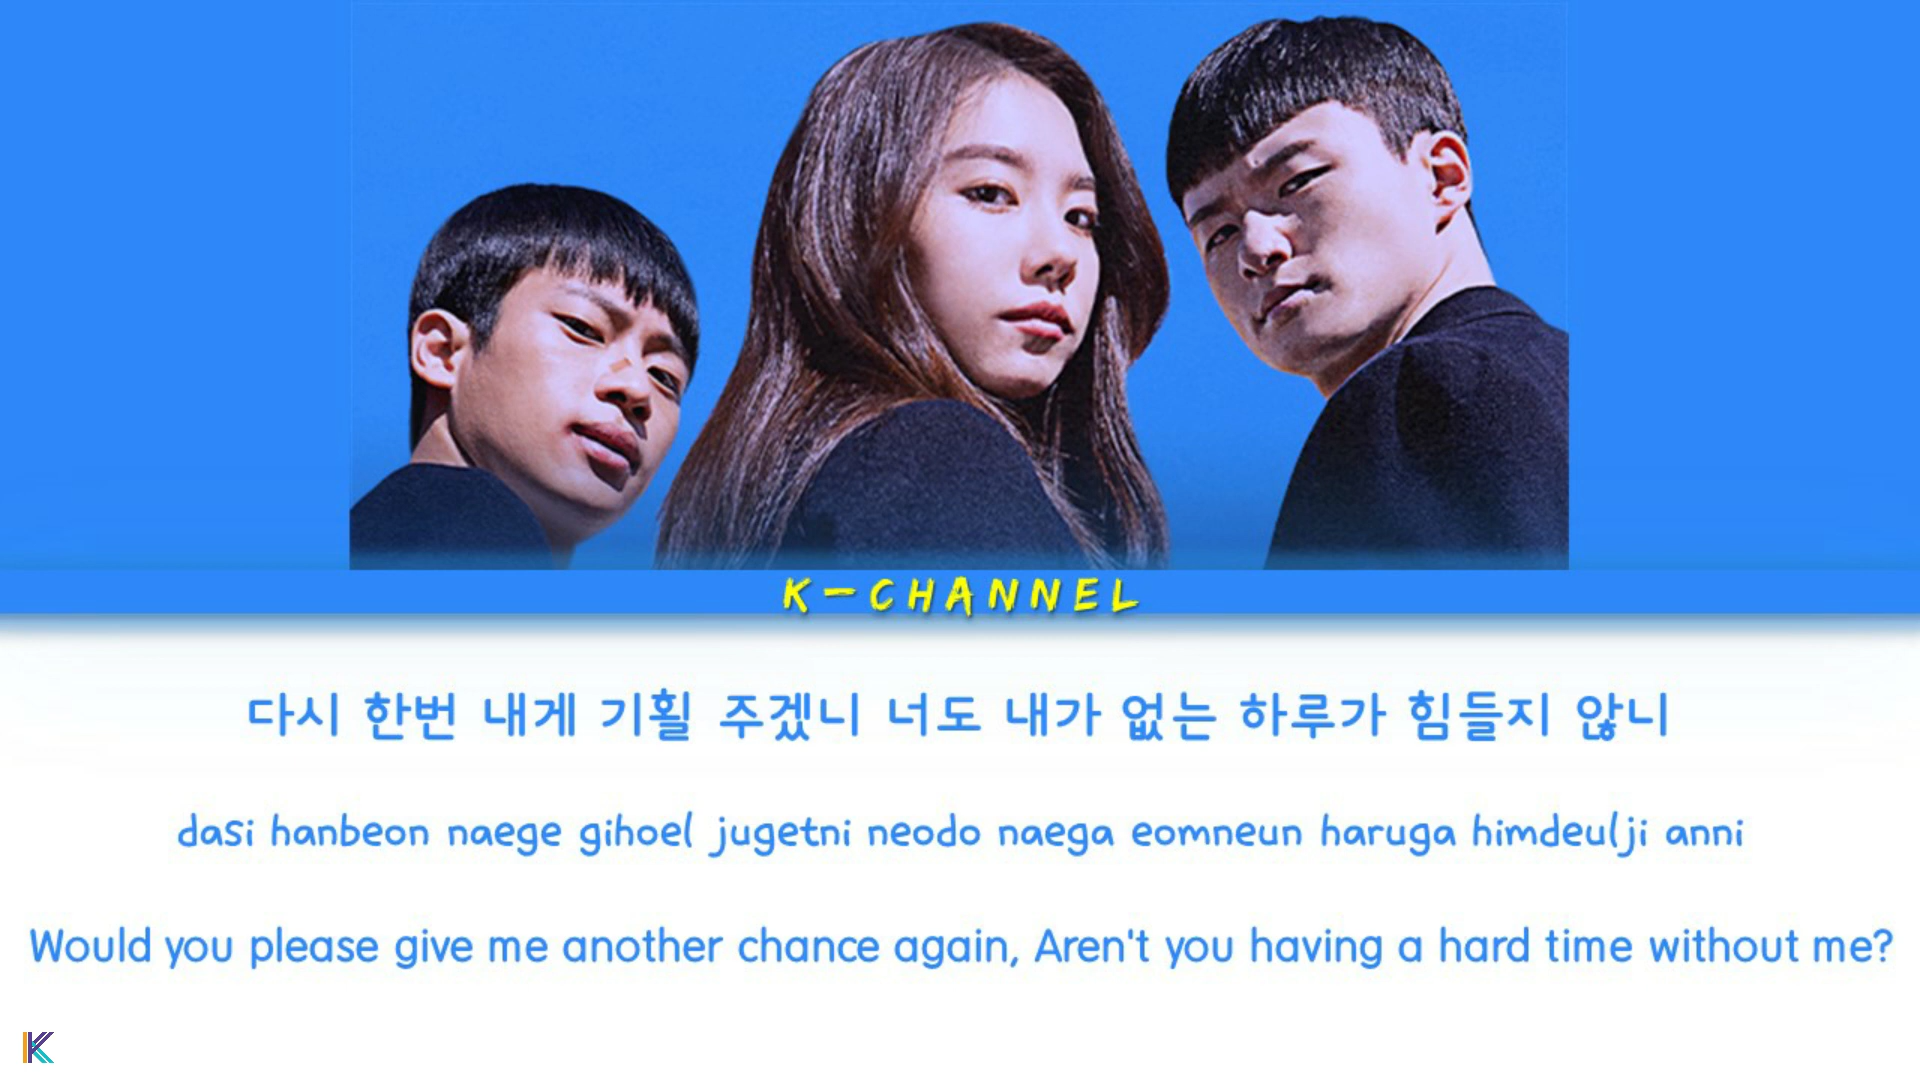 K-CHANNEL
다시 한번 내게 기휠 주겠니 너도 내가 없는 하루가 힘들지 않니
dasi hanbeon naege gihoel jugetni neodo naega eomneun haruga himdeulji anni
Would you please give me another chance again, Aren't you having a hard time without me?
K